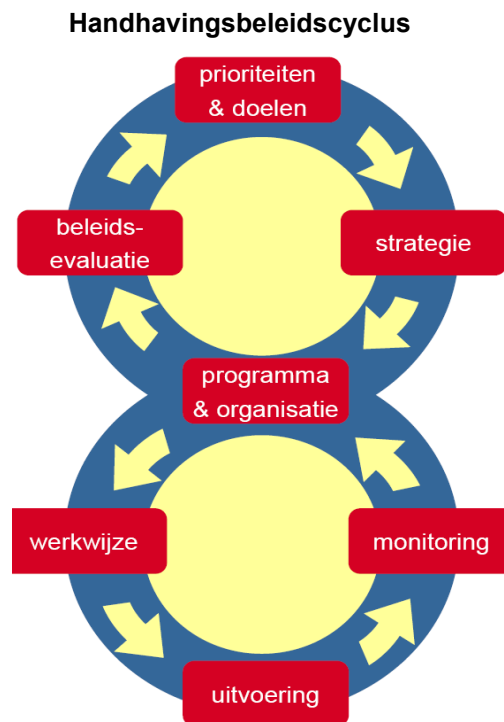 Handhavingsbeleidscyclus
prioriteiten
& doelen
beleids-
evaluatie
strategie
programma
& organisatie
werkwijze
monitoring
uitvoering